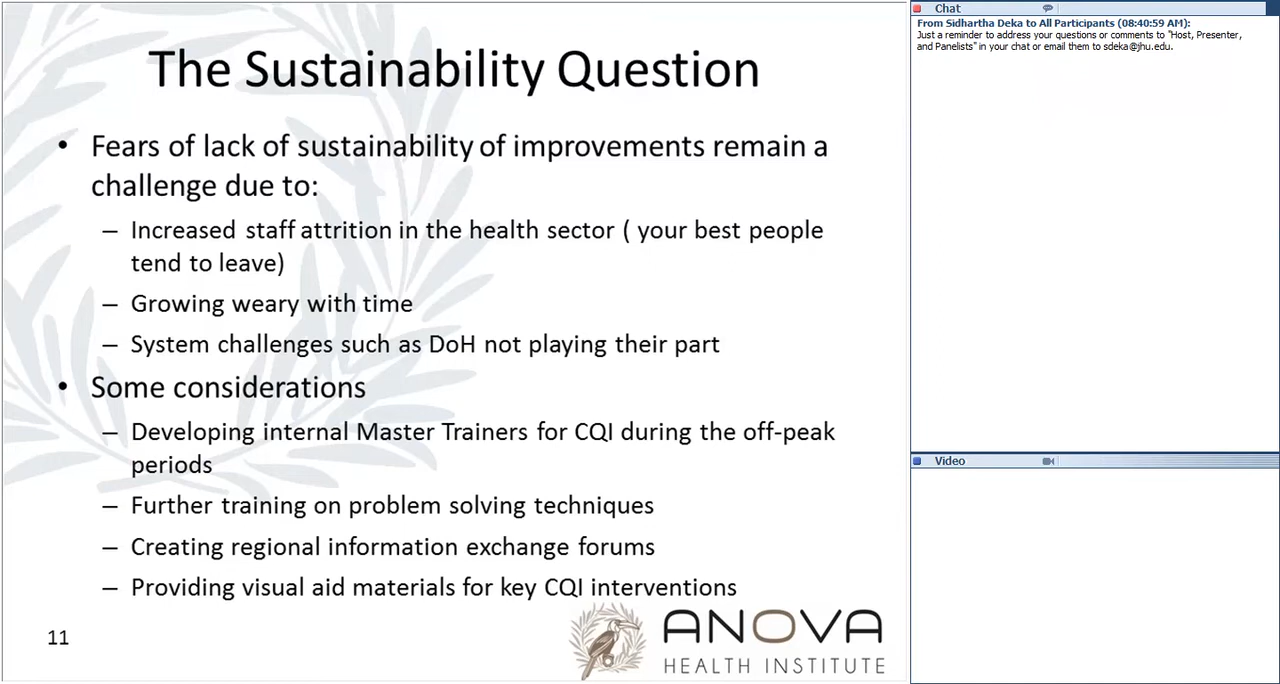 The Sustainability Question
• Fears of lack of sustainability of improvements remain a
challenge due to:
– Increased staff attrition in the health sector ( your best people
tend to leave)
– Growing weary with time
– System challenges such as DoH not playing their part
• Some considerations
– Developing internal Master Trainers for CQI during the off-peak
periods
– Further training on problem solving techniques
– Creating regional information exchange forums
– Providing visual aid materials for key CQI interventions
11
ANOVA
HEALTH INSTITUTE
Chat
From Sidhartha Deka to All Participants (08:40:59 AM):
Just a reminder to address your questions or comments to "Host, Presenter,
and Panelists" in your chat or email them to sdeka@jhu.edu.
Video